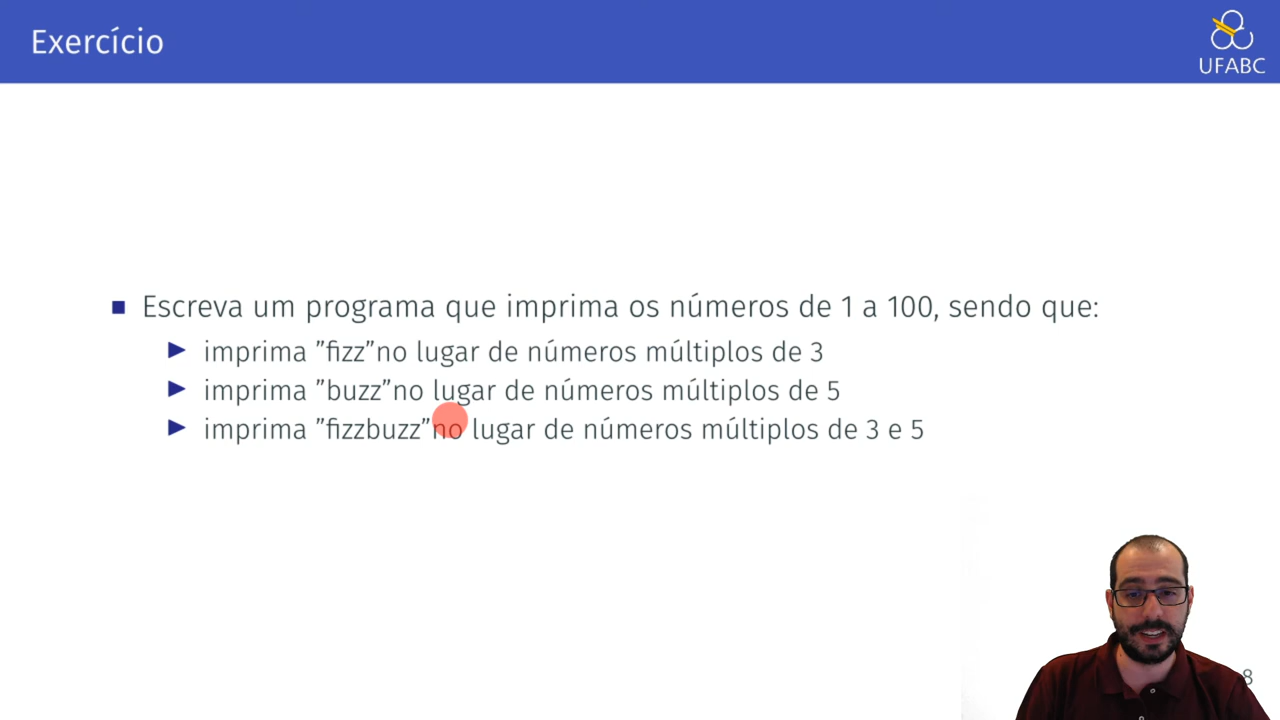 Exercício
UFABC
Escreva um programa que imprima os números de 1 a 100, sendo que:
imprima ”fizz”no lugar de números múltiplos de 3
imprima ”buzz”no lugar de números múltiplos de 5
imprima ”fizzbuzz”no lugar de números múltiplos de 3 e 5
8